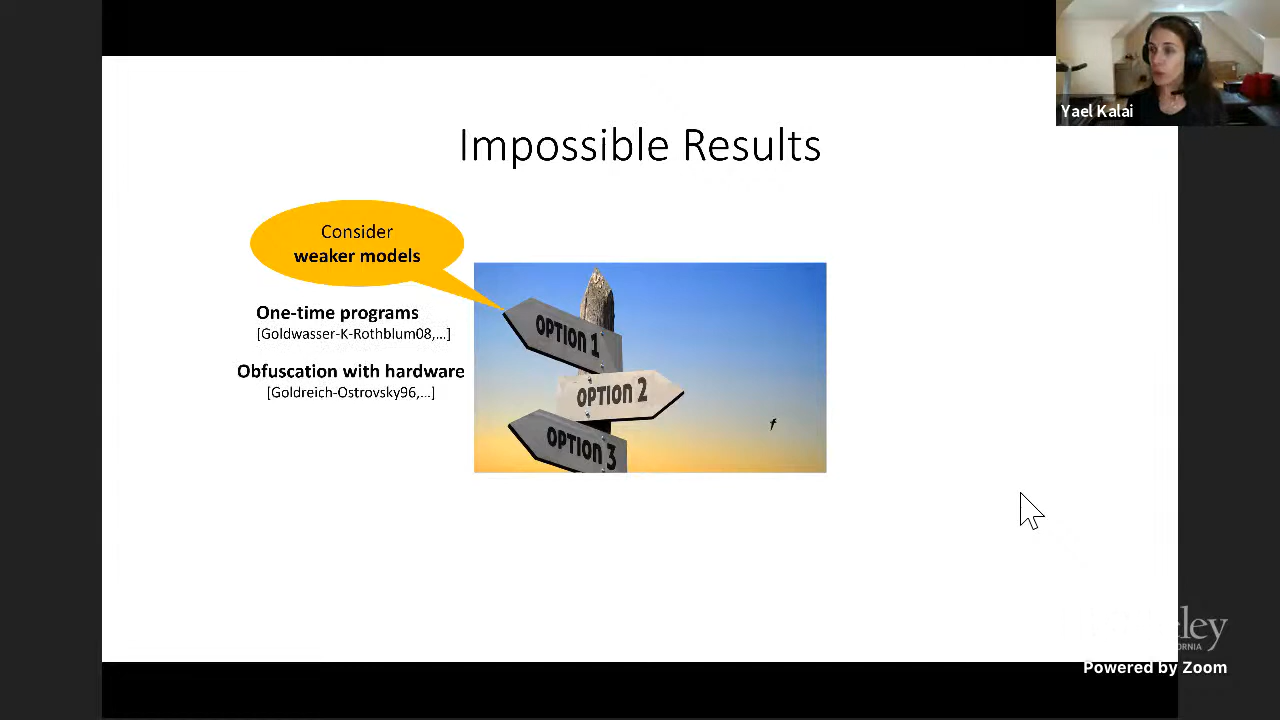 Yael Kalai
Impossible Results
Consider
weaker models
One-time programs
[Goldwasser-K-Rothblum08,...]
Obfuscation with hardware
[Goldreich-Ostrovsky96,...]
OPTION 1
OPTION 2
OPTION 3
Powered by Zoom